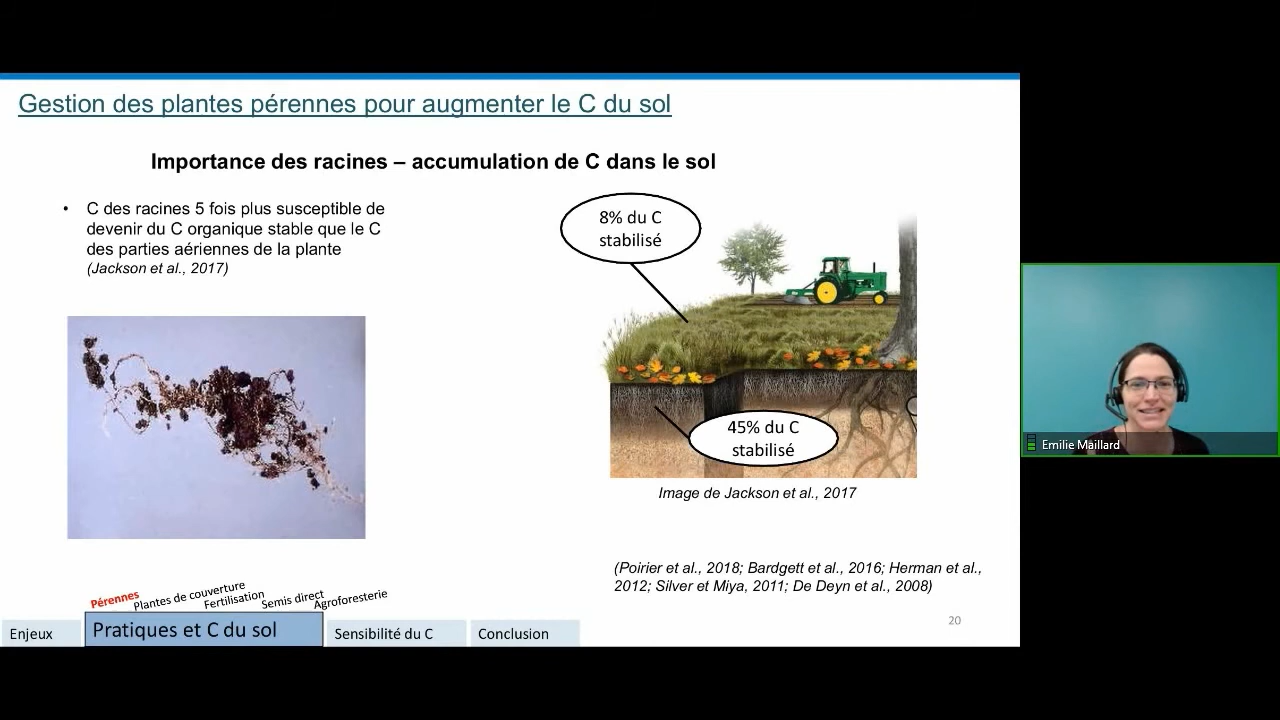 Gestion des plantes pérennes pour augmenter le C du sol
Importance des racines – accumulation de C dans le sol
• C des racines 5 fois plus susceptible de
devenir du C organique stable que le C
des parties aériennes de la plante
(Jackson et al., 2017)
8% du C
stabilisé
45% du C
stabilisé
Image de Jackson et al., 2017
Emilie Maillard
(Poirier et al., 2018; Bardgett et al., 2016; Herman et al.,
2012; Silver et Miya, 2011; De Deyn et al., 2008)
Pérennes
Plantes de couverture
Fertilisation
Semis direct
Agroforesterie
Enjeux
Pratiques et C du sol
Sensibilité du C
Conclusion
20